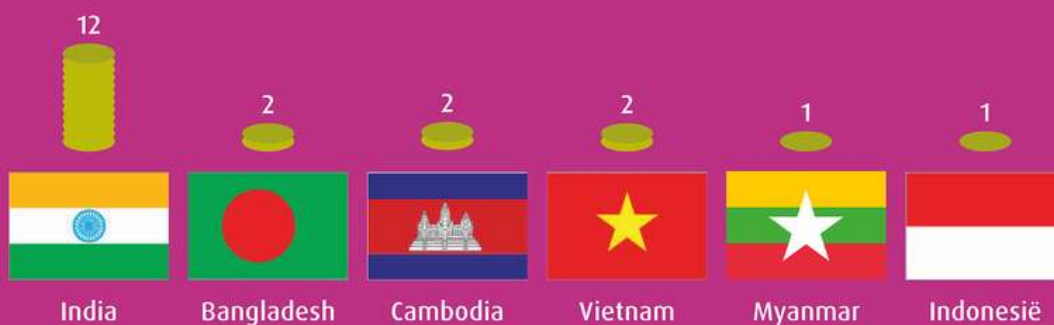 12
2
2
2
1
1
India
Bangladesh
Cambodia
Vietnam
Myanmar
Indonesië